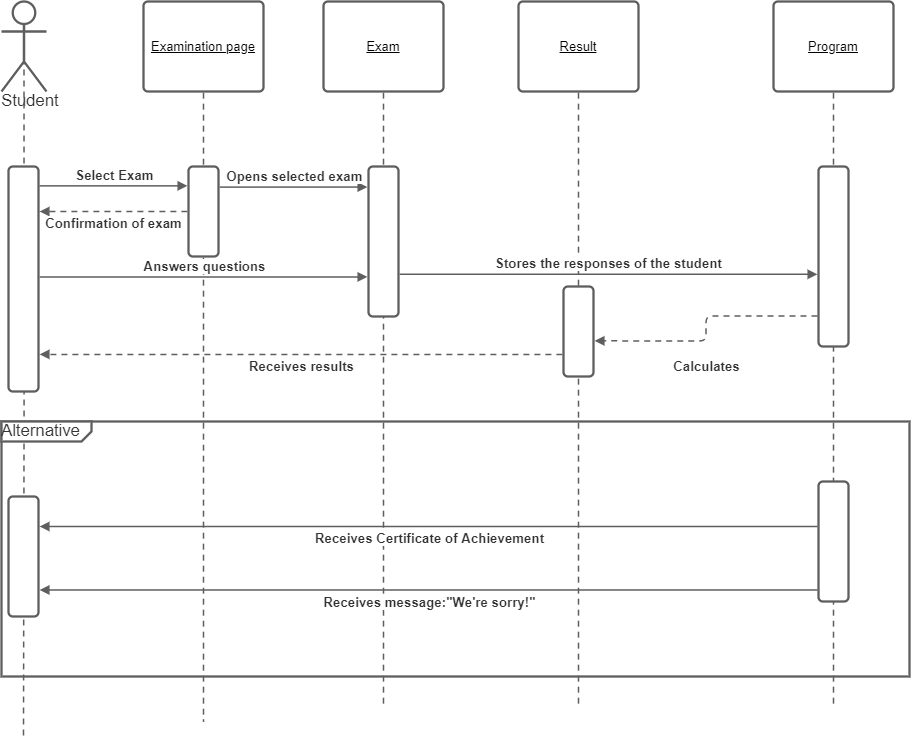 Student
Examination page
Exam
Result
Program
Select Exam
Opens selected exam
Confirmation of exam
Answers questions
Stores the responses of the student
Receives results
Calculates
Alternative
Receives Certificate of Achievement
Receives message:"We're sorry!"